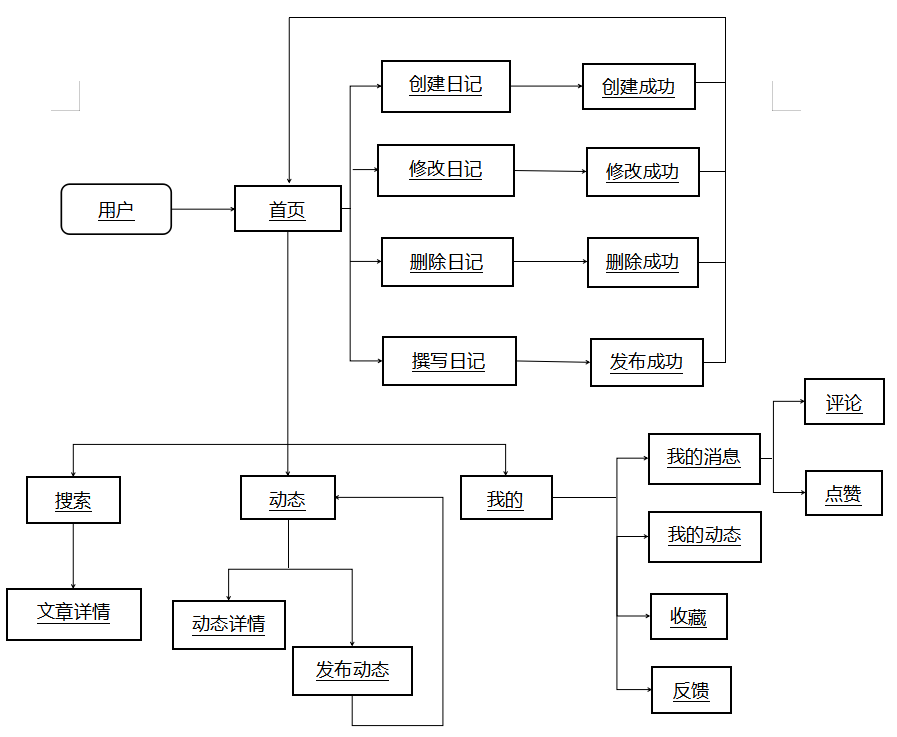 创建日记
创建成功
修改日记
修改成功
用户
首页
删除日记
删除成功
撰写日记
发布成功
评论
我的消息
搜索
动态
我的
点赞
我的动态
文章详情
动态详情
收藏
发布动态
反馈